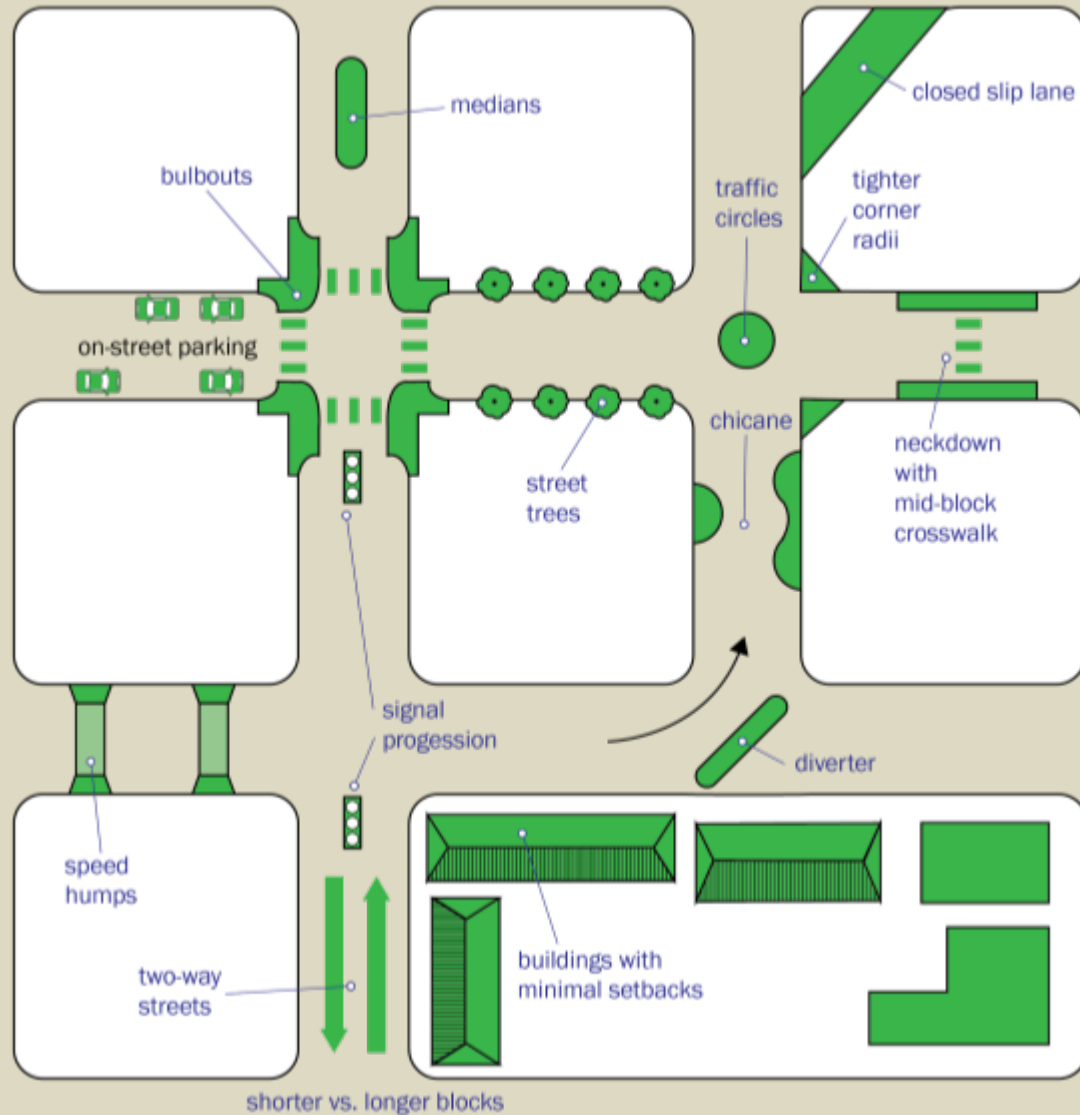 medians
closed slip lane
bulbouts
traffic
circles
tighter
corner
radii
on-street parking
chicane
street
trees
neckdown
with
mid-block
crosswalk
signal
progession
diverter
speed
humps
two-way
streets
buildings with
minimal setbacks
shorter vs. longer blocks